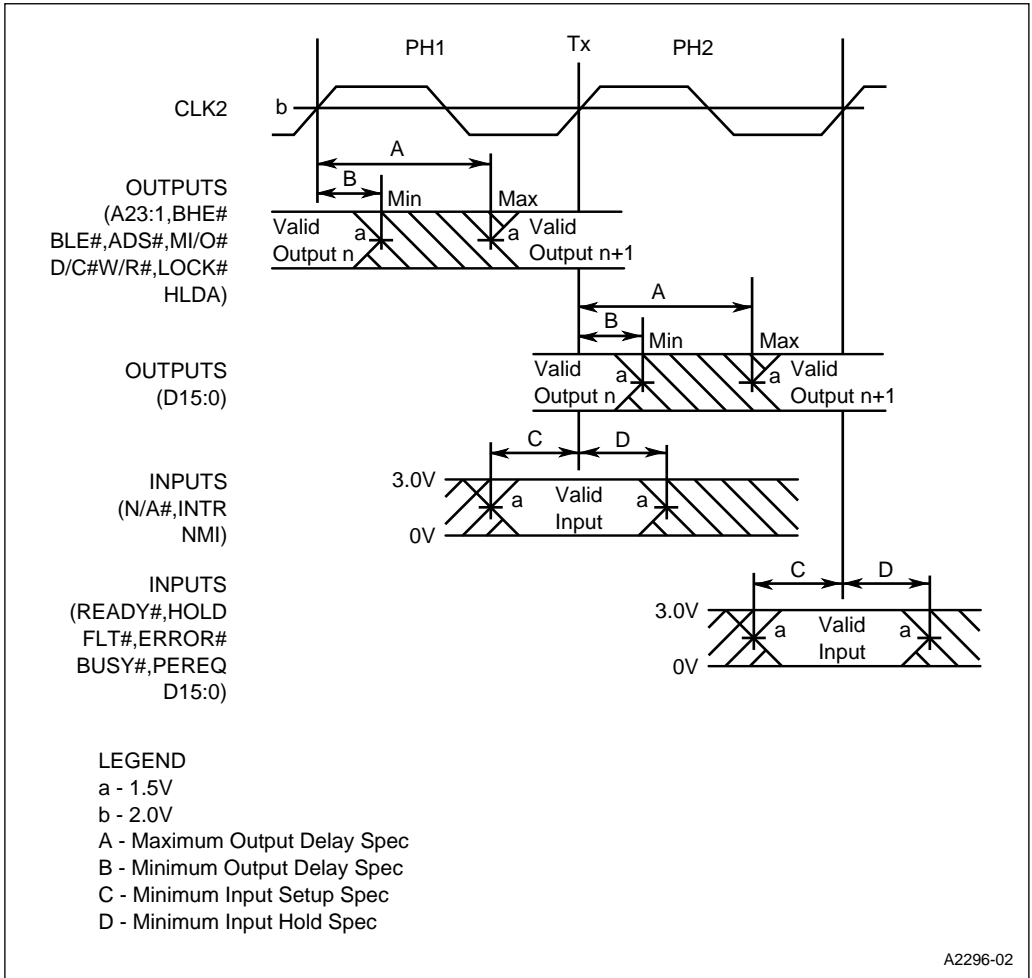 PH1 Tx PH2
CLK2 b
A
B
OUTPUTS
(A23:1,BHE#
BLE#,ADS#,MI/O#
D/C#W/R#,LOCK#
HLDA)
Min Max
Valid
Output n
a
a
Valid
Output n+1
A
B
OUTPUTS
(D15:0)
Min Max
Valid
Output n
a
a
Valid
Output n+1
C D
INPUTS
(N/A#,INTR
NMI)
3.0V
0V
a
Valid
Input
a
C D
INPUTS
(READY#,HOLD
FLT#,ERROR#
BUSY#,PEREQ
D15:0)
3.0V
0V
a
Valid
Input
a
LEGEND
a - 1.5V
b - 2.0V
A - Maximum Output Delay Spec
B - Minimum Output Delay Spec
C - Minimum Input Setup Spec
D - Minimum Input Hold Spec
A2296-02